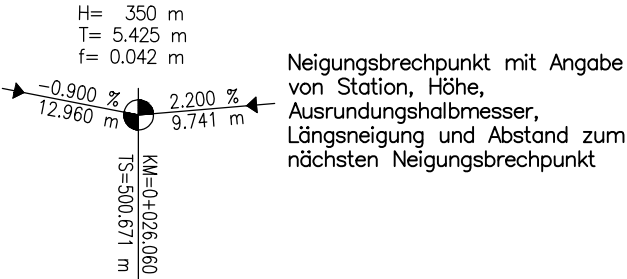 H= 350 m
T= 5.425 m
f= 0.042 m
-0.900 %
12.960 m
2.200 %
9.741 m
TS=500.671 m
KM=0+026.060
Neigungsbrechpunkt mit Angabe
von Station, Höhe,
Ausrundungshalbmesser,
Längsneigung und Abstand zum
nächsten Neigungsbrechpunkt